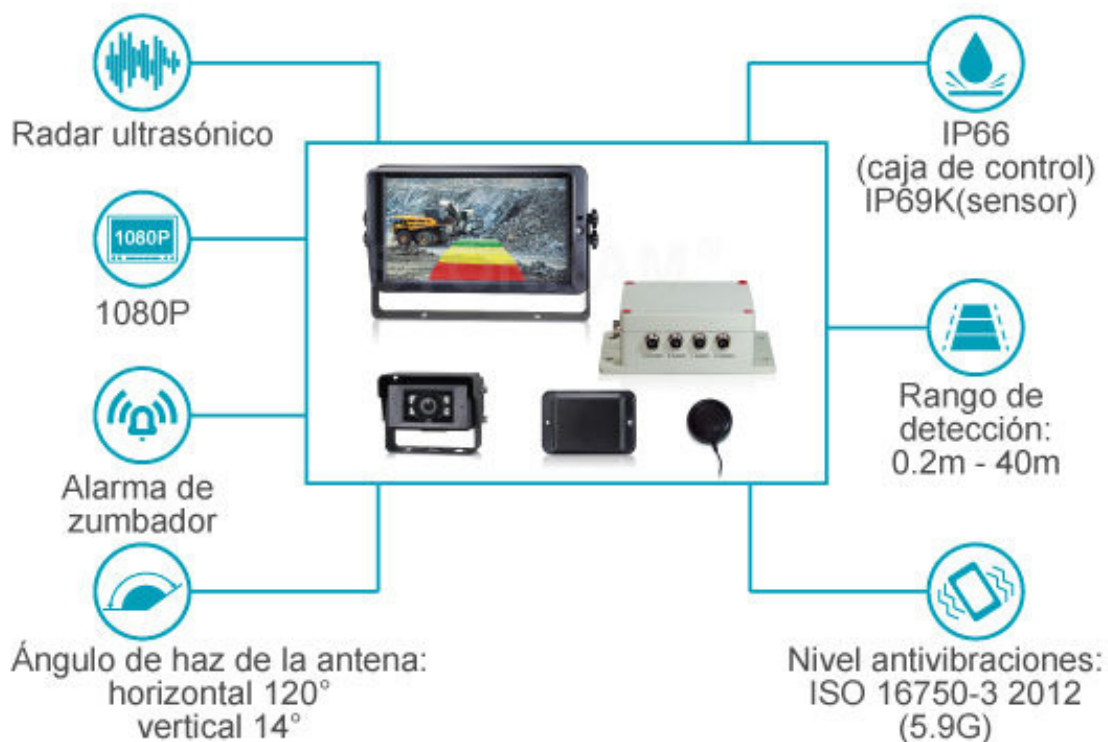 Radar ultrasónico
1080P
1080P
Alarma de
zumbador
Ángulo de haz de la antena:
horizontal 120°
vertical 14°
IP66
(caja de control)
IP69K(sensor)
Rango de
detección:
0.2m - 40m
Nivel antivibraciones:
ISO 16750-3 2012
(5.9G)